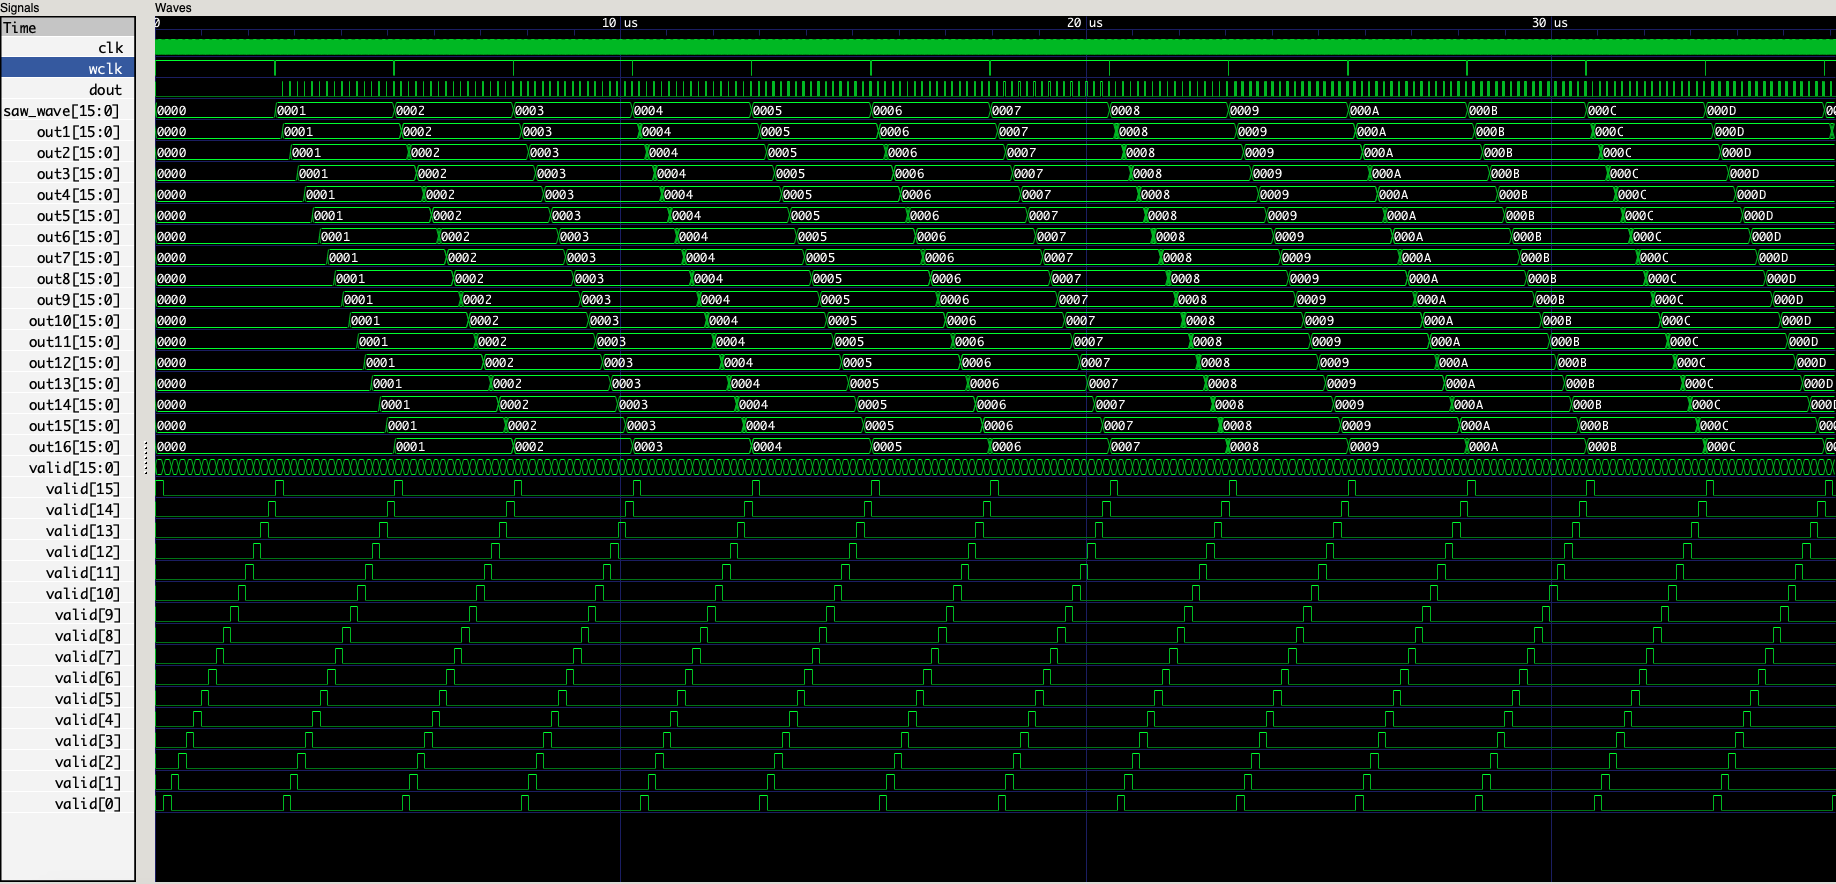 Signals Waves
Time 0 10 us 20 us 30 us
clk
wclk
dout
saw_wave[15:0] 0000 0001 0002 0003 0004 0005 0006 0007 0008 0009 000A 000B 000C 000D 00
out1[15:0] 0000 0001 0002 0003 0004 0005 0006 0007 0008 0009 000A 000B 000C 000D
out2[15:0] 0000 0001 0002 0003 0004 0005 0006 0007 0008 0009 000A 000B 000C 000D
out3[15:0] 0000 0001 0002 0003 0004 0005 0006 0007 0008 0009 000A 000B 000C 000D
out4[15:0] 0000 0001 0002 0003 0004 0005 0006 0007 0008 0009 000A 000B 000C 000D
out5[15:0] 0000 0001 0002 0003 0004 0005 0006 0007 0008 0009 000A 000B 000C 000D
out6[15:0] 0000 0001 0002 0003 0004 0005 0006 0007 0008 0009 000A 000B 000C 000D
out7[15:0] 0000 0001 0002 0003 0004 0005 0006 0007 0008 0009 000A 000B 000C 000D
out8[15:0] 0000 0001 0002 0003 0004 0005 0006 0007 0008 0009 000A 000B 000C 000D
out9[15:0] 0000 0001 0002 0003 0004 0005 0006 0007 0008 0009 000A 000B 000C 000D
out10[15:0] 0000 0001 0002 0003 0004 0005 0006 0007 0008 0009 000A 000B 000C 000D
out11[15:0] 0000 0001 0002 0003 0004 0005 0006 0007 0008 0009 000A 000B 000C 000D
out12[15:0] 0000 0001 0002 0003 0004 0005 0006 0007 0008 0009 000A 000B 000C 000D
out13[15:0] 0000 0001 0002 0003 0004 0005 0006 0007 0008 0009 000A 000B 000C 000D
out14[15:0] 0000 0001 0002 0003 0004 0005 0006 0007 0008 0009 000A 000B 000C 000D
out15[15:0] 0000 0001 0002 0003 0004 0005 0006 0007 0008 0009 000A 000B 000C 00
out16[15:0] 0000 0001 0002 0003 0004 0005 0006 0007 0008 0009 000A 000B 000C 00
valid[15:0]
valid[15]
valid[14]
valid[13]
valid[12]
valid[11]
valid[10]
valid[9]
valid[8]
valid[7]
valid[6]
valid[5]
valid[4]
valid[3]
valid[2]
valid[1]
valid[0]